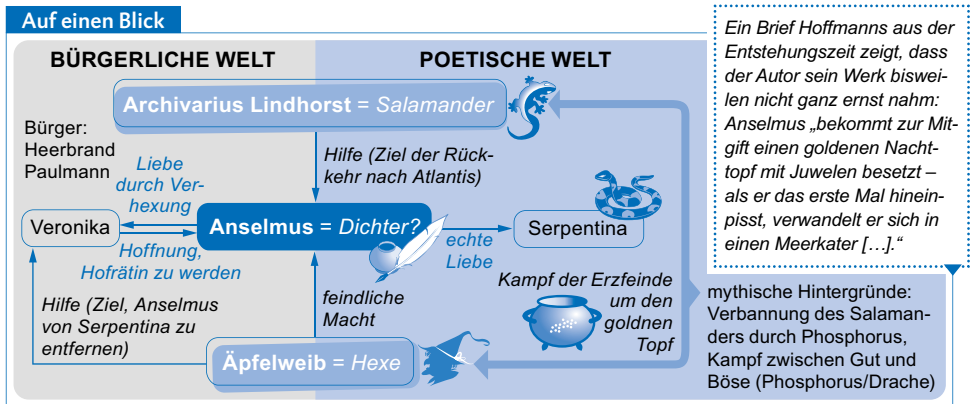 Auf einen Blick
BÜRGERLICHE WELT
POETISCHE WELT
Archivarius Lindhorst = Salamander
Bürger:
Heerbrand
Paulmann
Liebe
durch Ver-
hexung
Hilfe (Ziel der Rück-
kehr nach Atlantis)
Veronika
Anselmus = Dichter?
echte
Liebe
Serpentina
Hoffnung,
Hofrätin zu werden
Hilfe (Ziel, Anselmus
von Serpentina zu
entfernen)
feindliche
Macht
Kampf der Erzfeinde
um den
goldnen
Topf
Äpfelweib = Hexe
Ein Brief Hoffmanns aus der
Entstehungszeit zeigt, dass
der Autor sein Werk biswei-
len nicht ganz ernst nahm:
Anselmus „bekommt zur Mit-
gift einen goldenen Nacht-
topf mit Juwelen besetzt –
als er das erste Mal hinein-
pisst, verwandelt er sich in
einen Meerkater [...].“
mythische Hintergründe:
Verbannung des Salaman-
ders durch Phosphorus,
Kampf zwischen Gut und
Böse (Phosphorus/Drache)